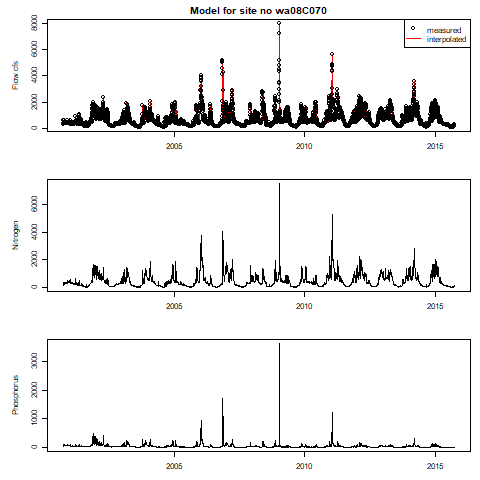 Model for site no wa08C070
measured
interpolated
Flow cfs
0 2000 4000 6000 8000
2005 2010 2015
Nitrogen
0 2000 4000 6000
2005 2010 2015
Phosphorus
0 1000 2000 3000
2005 2010 2015